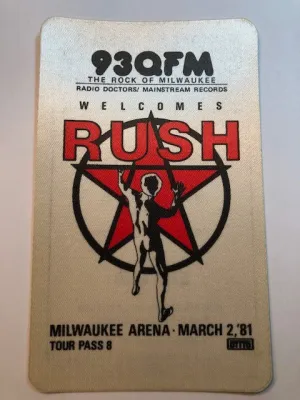 93QFM
THE ROCK OF MILWAUKEE
RADIO DOCTORS/ MAINSTREAM RECORDS
WELCOMES
RUSH
MILWAUKEE ARENA · MARCH 2,'81
TOUR PASS 8